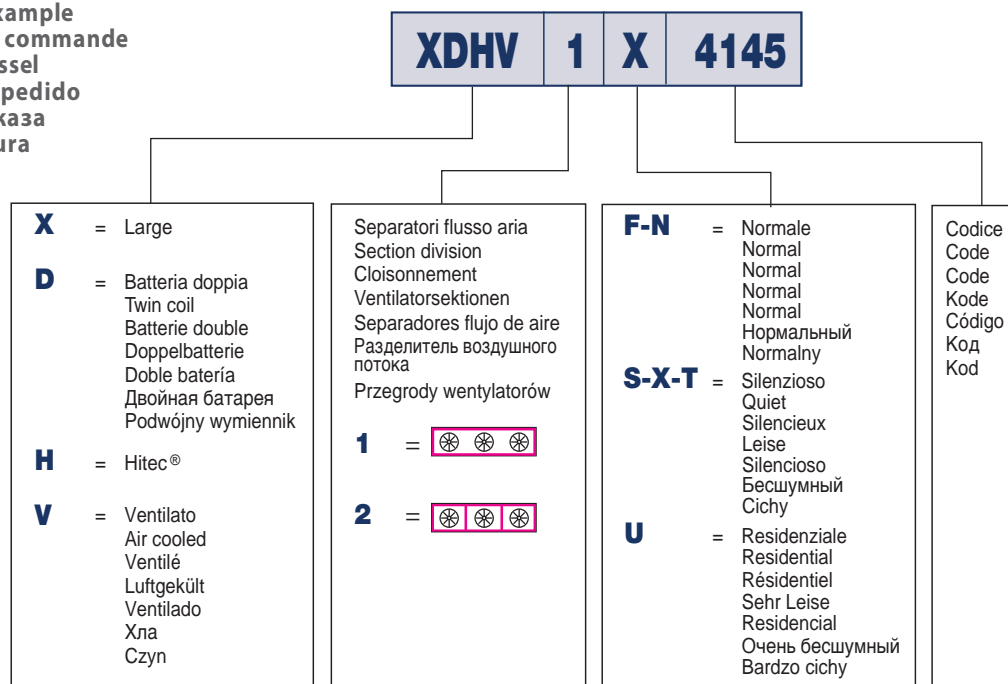 xample
commande
ssel
pedido
каза
ura
XDHV 1 X 4145
X = Large
D = Batteria doppia
Twin coil
Batterie double
Doppelbatterie
Doble batería
Двойная батарея
Podwójny wymiennik
H = Hitec ®
V = Ventilato
Air cooled
Ventilé
Luftgekült
Ventilado
Хла
Czyn
Separatori flusso aria
Section division
Cloisonnement
Ventilatorsektionen
Separadores flujo de aire
Разделитель воздушного
потока
Przegrody wentylatorów
1 =
2 =
F-N = Normale
Normal
Normal
Normal
Normal
Нормальный
Normalny
S-X-T = Silenzioso
Quiet
Silencieux
Leise
Silencioso
Бесшумный
Cichy
U = Residenziale
Residential
Résidentiel
Sehr Leise
Residencial
Очень бесшумный
Bardzo cichy
Codice
Code
Code
Kode
Código
Код
Kod